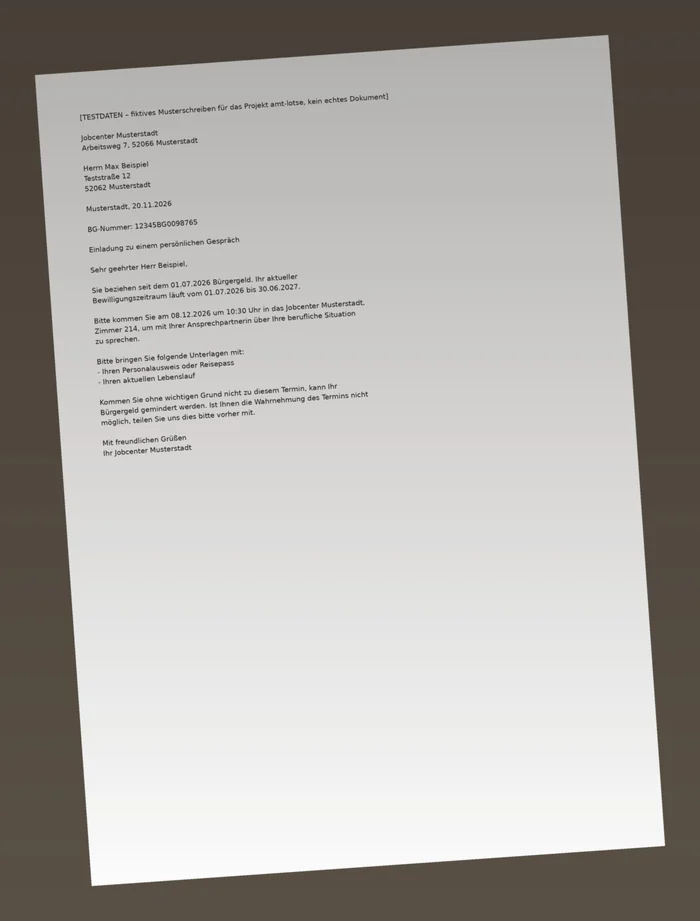 [TESTDATEN – fiktives Musterschreiben für das Projekt amt-lotse, kein echtes Dokument]
Jobcenter Musterstadt
Arbeitsweg 7, 52066 Musterstadt
Herrn Max Beispiel
Teststraße 12
52062 Musterstadt
Musterstadt, 20.11.2026
BG-Nummer: 12345BG0098765
Einladung zu einem persönlichen Gespräch
Sehr geehrter Herr Beispiel,
Sie beziehen seit dem 01.07.2026 Bürgergeld. Ihr aktueller
Bewilligungszeitraum läuft vom 01.07.2026 bis 30.06.2027.
Bitte kommen Sie am 08.12.2026 um 10:30 Uhr in das Jobcenter Musterstadt,
Zimmer 214, um mit Ihrer Ansprechpartnerin über Ihre berufliche Situation
zu sprechen.
Bitte bringen Sie folgende Unterlagen mit:
- Ihren Personalausweis oder Reisepass
- Ihren aktuellen Lebenslauf
Kommen Sie ohne wichtigen Grund nicht zu diesem Termin, kann Ihr
Bürgergeld gemindert werden. Ist Ihnen die Wahrnehmung des Termins nicht
möglich, teilen Sie uns dies bitte vorher mit.
Mit freundlichen Grüßen
Ihr Jobcenter Musterstadt